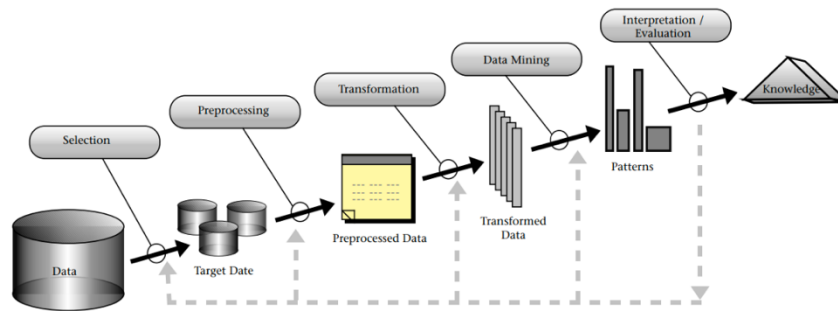 Interpretation /
Evaluation
Data Mining
Transformation
Preprocessing
Selection
Knowledge
Patterns
Transformed
Data
Preprocessed Data
Target Date
Data